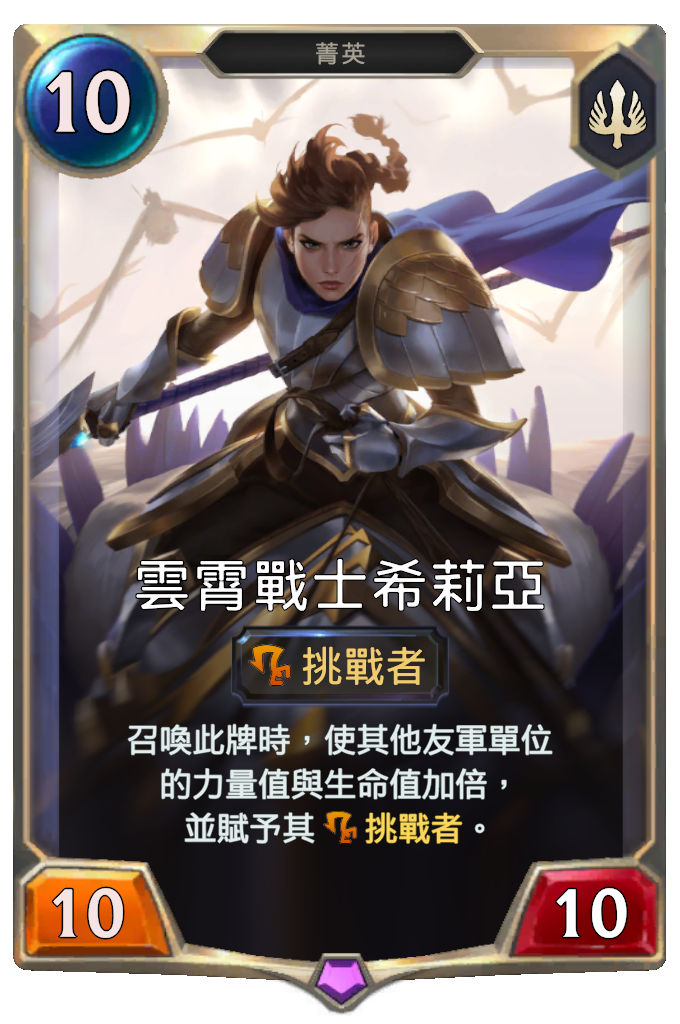 10
菁英
雲霄戰士希莉亞
挑戰者
召喚此牌時，使其他友軍單位
的力量值與生命值加倍，
並賦予其 挑戰者。
10
10